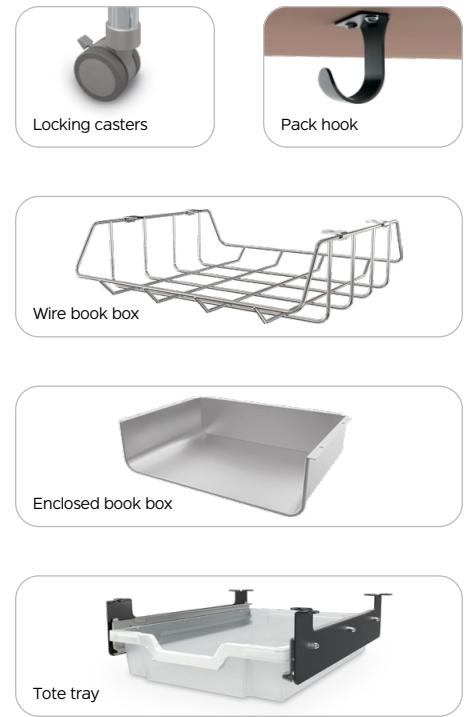 Locking casters
Pack hook
Wire book box
Enclosed book box
Tote tray